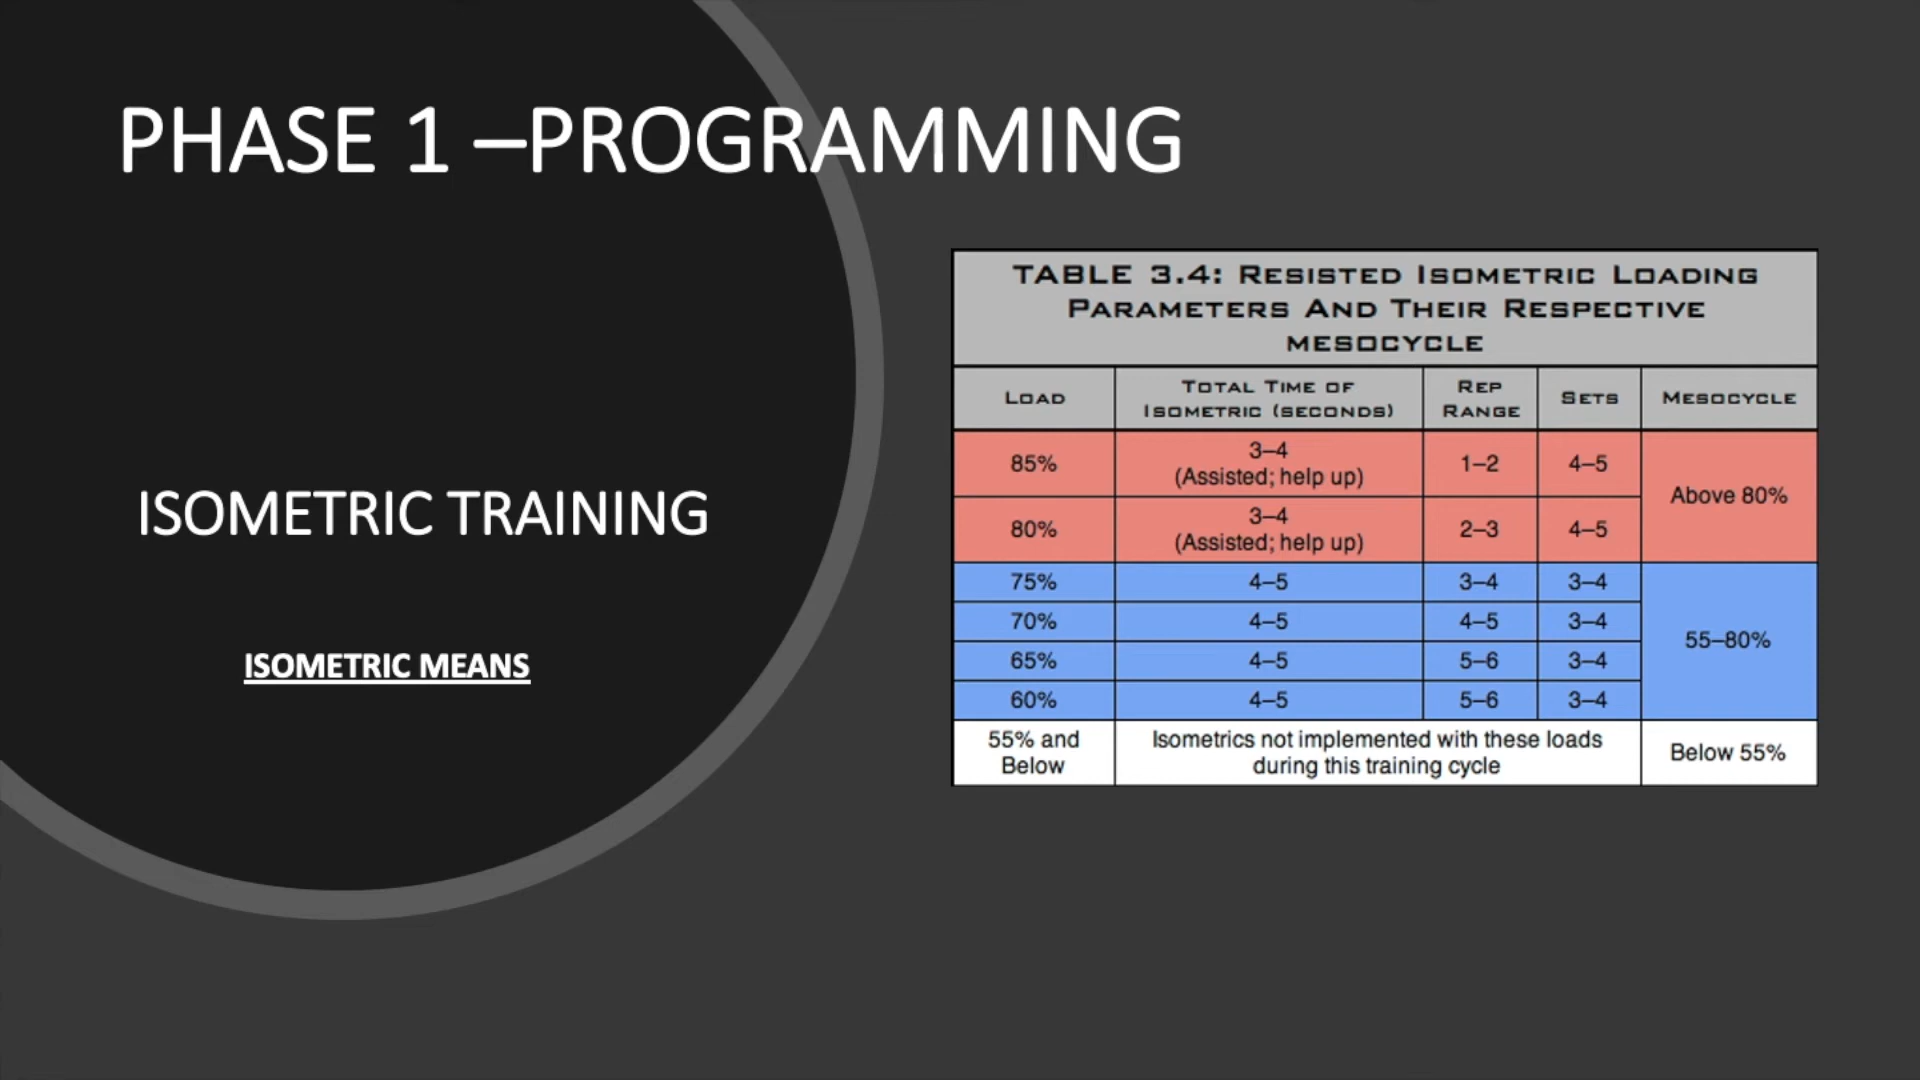 PHASE 1 –PROGRAMMING
ISOMETRIC TRAINING
ISOMETRIC MEANS
TABLE 3.4: RESISTED ISOMETRIC LOADING
PARAMETERS AND THEIR RESPECTIVE
MESOCYCLE
LOAD
TOTAL TIME OF
ISOMETRIC (SECONDS)
REP
RANGE
SETS
MESOCYCLE
85%
3–4
(Assisted; help up)
1–2
4–5
Above 80%
80%
3–4
(Assisted; help up)
2–3
4–5
75%
4–5
3–4
3–4
55–80%
70%
4–5
4–5
3–4
65%
4–5
5–6
3–4
60%
4–5
5–6
3–4
55% and
Below
Isometrics not implemented with these loads
during this training cycle
Below 55%